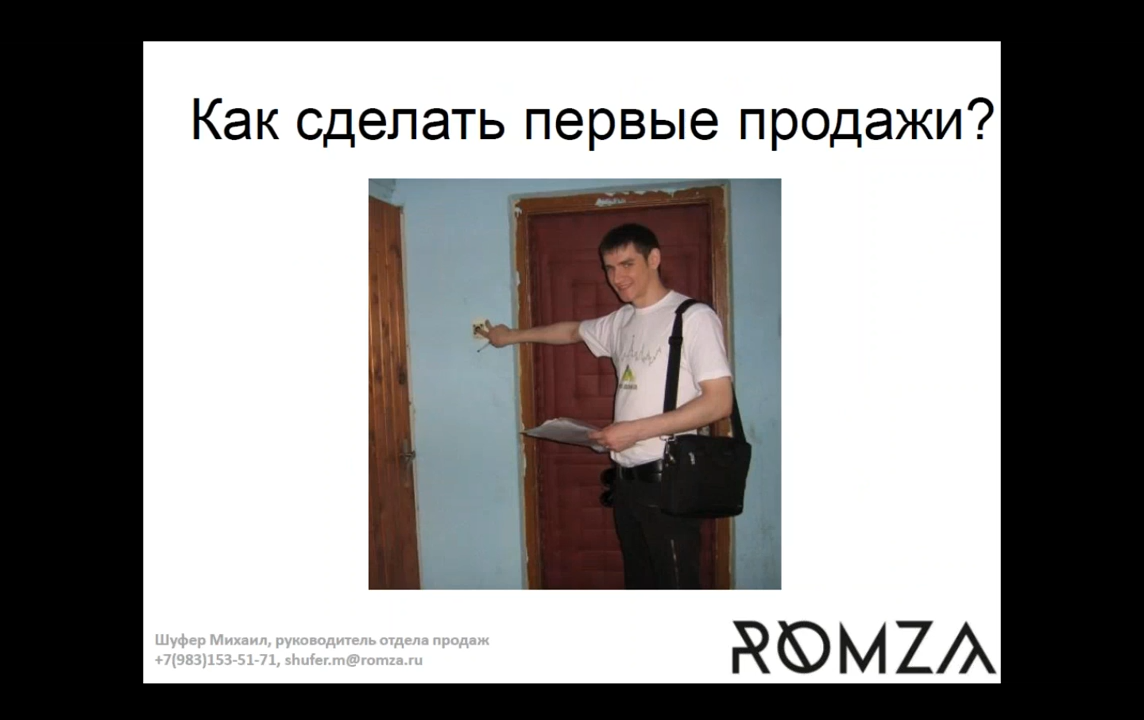 Как сделать первые продажи?
Шуфер Михаил, руководитель отдела продаж
+7(983)153-51-71, shufer.m@romza.ru
ROMZA